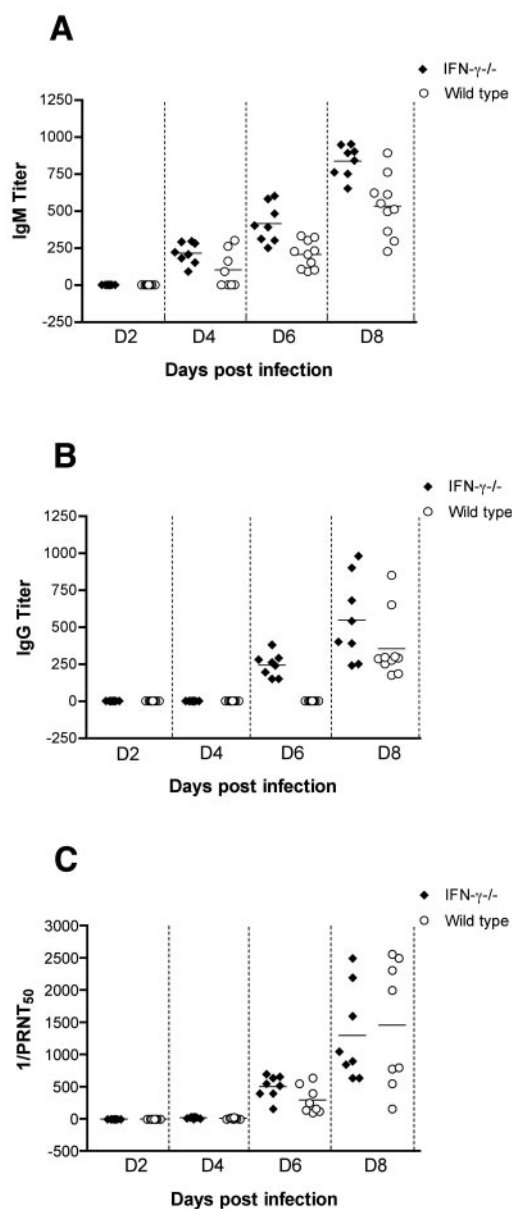 A
◆ IFN-γ-/-
○ Wild type
1250
1000
750
500
250
0
-250
IgM Titer
D2 D4 D6 D8
Days post infection
B
◆ IFN-γ-/-
○ Wild type
1250
1000
750
500
250
0
-250
IgG Titer
D2 D4 D6 D8
Days post infection
C
◆ IFN-γ-/-
○ Wild type
3000
2500
2000
1500
1000
500
0
-500
1/PRNT₅₀
D2 D4 D6 D8
Days post infection